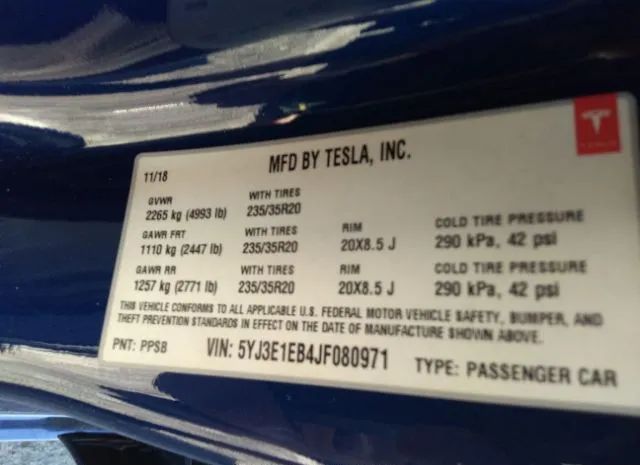 MFD BY TESLA, INC.
11/18
GVWR WITH TIRES
2265 kg (4993 lb) 235/35R20
GAWR FRT WITH TIRES RIM COLD TIRE PRESSURE
1110 kg (2447 lb) 235/35R20 20X8.5 J 290 kPa, 42 psi
GAWR RR WITH TIRES RIM COLD TIRE PRESSURE
1257 kg (2771 lb) 235/35R20 20X8.5 J 290 kPa, 42 psi
THIS VEHICLE CONFORMS TO ALL APPLICABLE U.S. FEDERAL MOTOR VEHICLE SAFETY, BUMPER, AND
THEFT PREVENTION STANDARDS IN EFFECT ON THE DATE OF MANUFACTURE SHOWN ABOVE.
PNT: PPSB VIN: 5YJ3E1EB4JF080971 TYPE: PASSENGER CAR